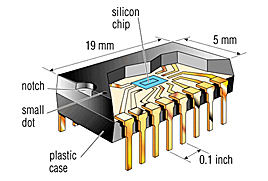 silicon
chip
19 mm
5 mm
notch
small
dot
plastic
case
0.1 inch